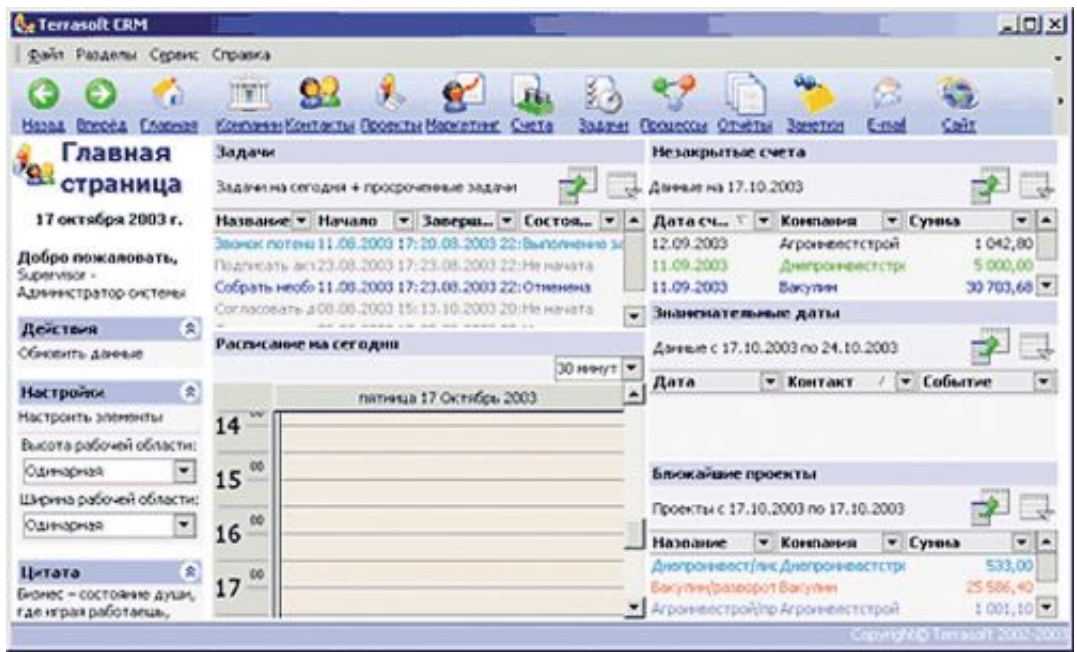 Terrasoft CRM
Файл Разделы Сервис Справка
Назад Вперёд Главная Компании Контакты Проекты Маркетинг Счета Задачи Процессы Отчёты Заметки E-mail Сайт
Главная
страница
17 октября 2003 г.
Добро пожаловать,
Supervisor -
Администратор системы
Действия
Обновить данные
Настройки
Настроить элементы
Высота рабочей области:
Одинарная
Ширина рабочей области:
Одинарная
Цитата
Бизнес - состояние души,
где играя работаешь,
Задачи
Задачи на сегодня + просроченные задачи
Название Начало Заверш... Состоя...
Звонок потенц 11.08.2003 17: 20.08.2003 22: Выполнение за
Подписать акт 23.08.2003 17: 23.08.2003 22: Не начата
Собрать необх 11.08.2003 17: 23.08.2003 22: Отменена
Согласовать д 08.08.2003 15: 13.10.2003 20: Не начата
Расписание на сегодня
30 минут
пятница 17 Октябрь 2003
14 00
15 00
16 00
17 00
Незакрытые счета
Данные на 17.10.2003
Дата сч... Компания Сумма
12.09.2003 Агроинвестстрой 1 042,80
11.09.2003 Днепроинвестстро 5 000,00
11.09.2003 Вакулин 30 703,68
Знаменательные даты
Данные с 17.10.2003 по 24.10.2003
Дата Контакт Событие
Ближайшие проекты
Проекты с 17.10.2003 по 17.10.2003
Название Компания Сумма
Днепроинвест/лис Днепроинвестстро 533,00
Вакулин/разворот Вакулин 25 586,40
Агроинвестрой/пр Агроинвестстрой 1 001,10
Copyright© Terrasoft 2002-2003